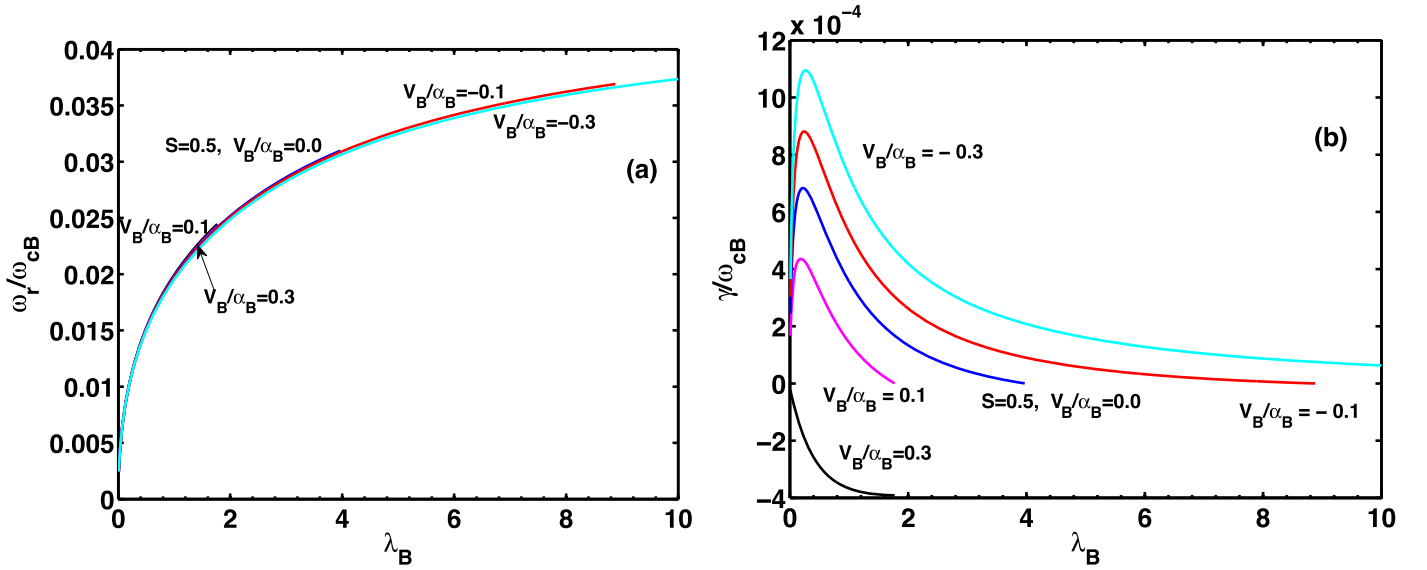 0.04
0.035
0.03
0.025
0.02
0.015
0.01
0.005
0
ω_r/ω_cB
V_B/α_B=−0.1
V_B/α_B=−0.3
S=0.5, V_B/α_B=0.0
(a)
V_B/α_B=0.1
V_B/α_B=0.3
0 2 4 6 8 10
λ_B
x 10^−4
12
10
8
6
4
2
0
−2
−4
γ/ω_cB
V_B/α_B = − 0.3
(b)
V_B/α_B = 0.1
S=0.5, V_B/α_B=0.0
V_B/α_B = − 0.1
V_B/α_B=0.3
0 2 4 6 8 10
λ_B